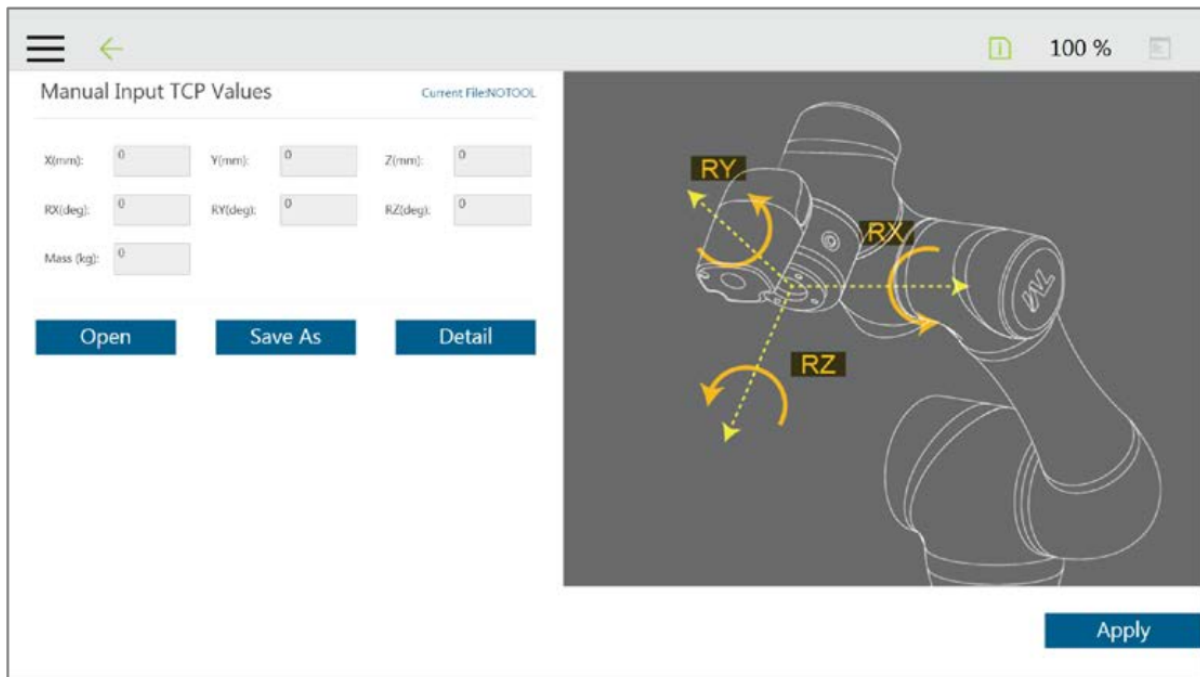 100 %
Manual Input TCP Values
Current File:NOTOOL
X(mm): 0 Y(mm): 0 Z(mm): 0
RX(deg): 0 RY(deg): 0 RZ(deg): 0
Mass (kg): 0
Open Save As Detail
RY
RX
RZ
Apply